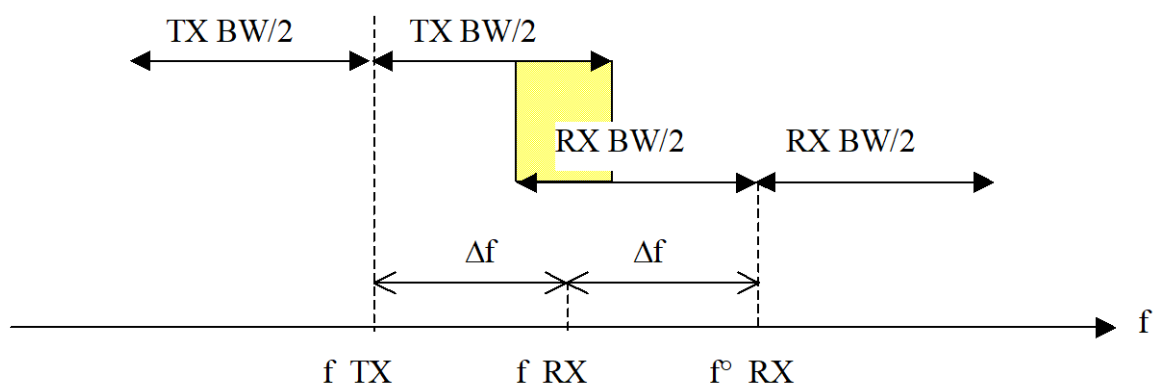 TX BW/2 TX BW/2
RX BW/2 RX BW/2
Δf Δf
f
f TX f RX f° RX